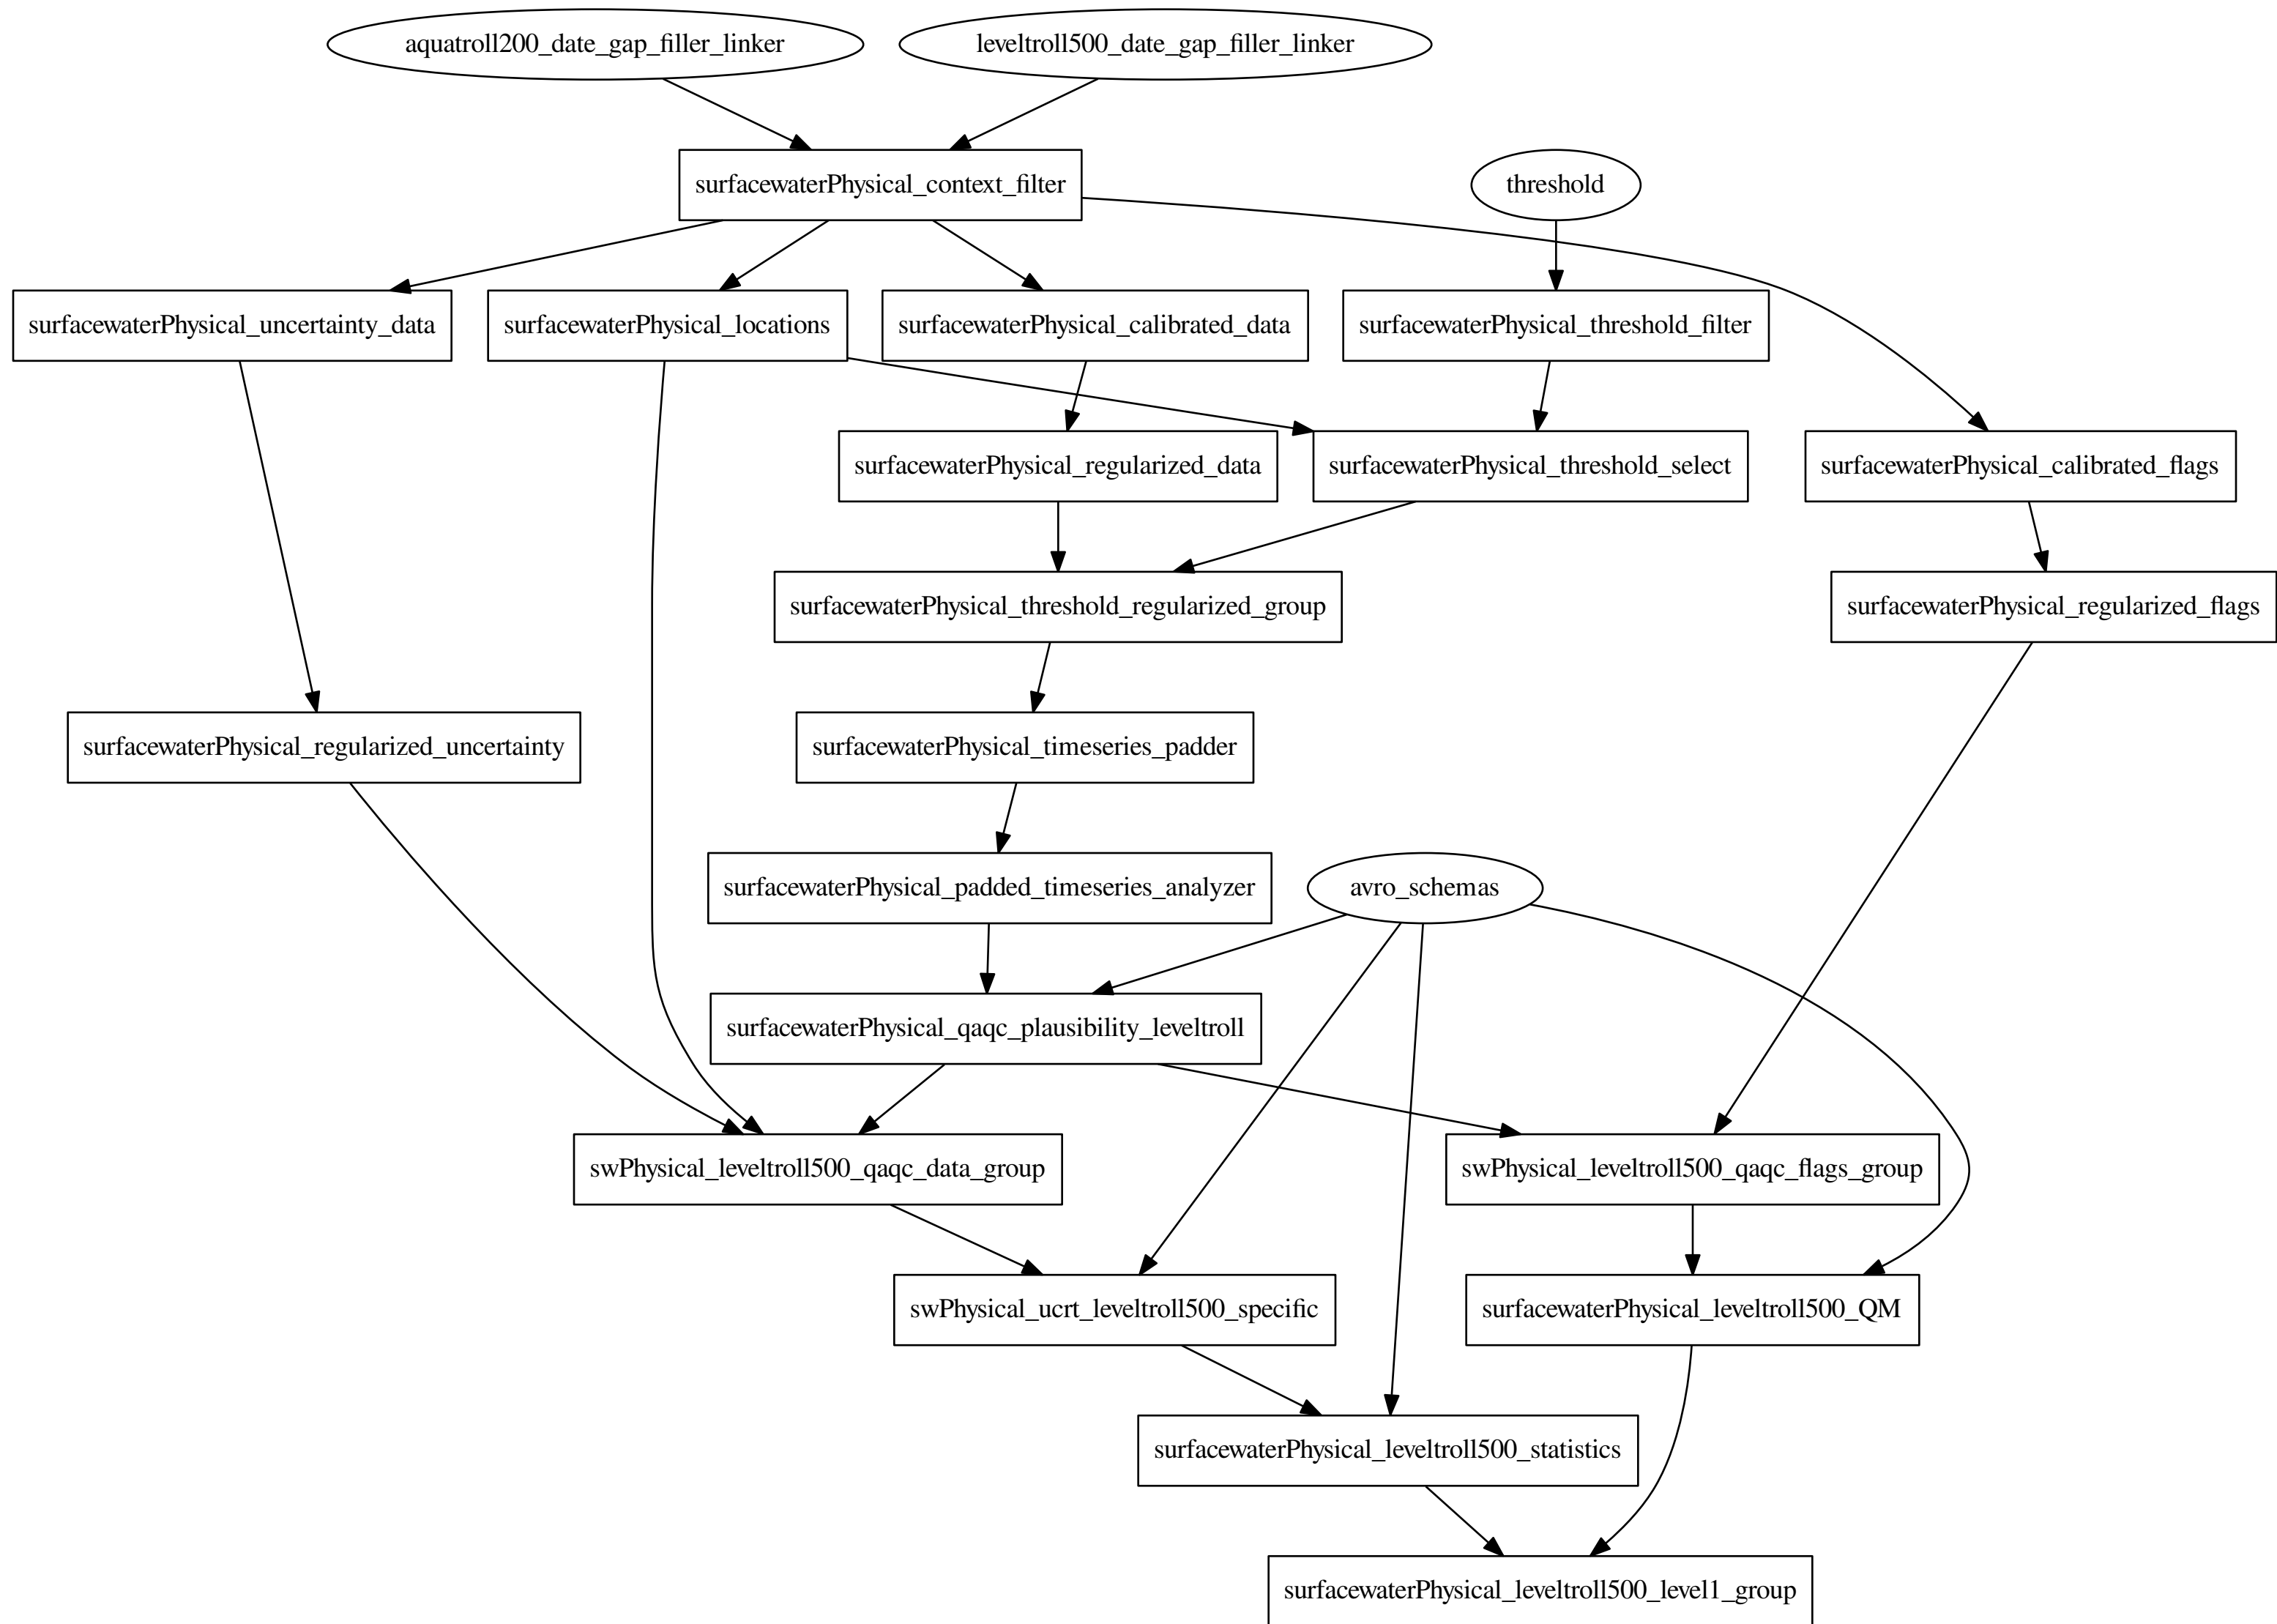 aquatroll200_date_gap_filler_linker
leveltroll500_date_gap_filler_linker
surfacewaterPhysical_context_filter
threshold
surfacewaterPhysical_uncertainty_data
surfacewaterPhysical_locations
surfacewaterPhysical_calibrated_data
surfacewaterPhysical_threshold_filter
surfacewaterPhysical_regularized_data
surfacewaterPhysical_threshold_select
surfacewaterPhysical_calibrated_flags
surfacewaterPhysical_threshold_regularized_group
surfacewaterPhysical_regularized_flags
surfacewaterPhysical_regularized_uncertainty
surfacewaterPhysical_timeseries_padder
surfacewaterPhysical_padded_timeseries_analyzer
avro_schemas
surfacewaterPhysical_qaqc_plausibility_leveltroll
swPhysical_leveltroll500_qaqc_data_group
swPhysical_leveltroll500_qaqc_flags_group
swPhysical_ucrt_leveltroll500_specific
surfacewaterPhysical_leveltroll500_QM
surfacewaterPhysical_leveltroll500_statistics
surfacewaterPhysical_leveltroll500_level1_group